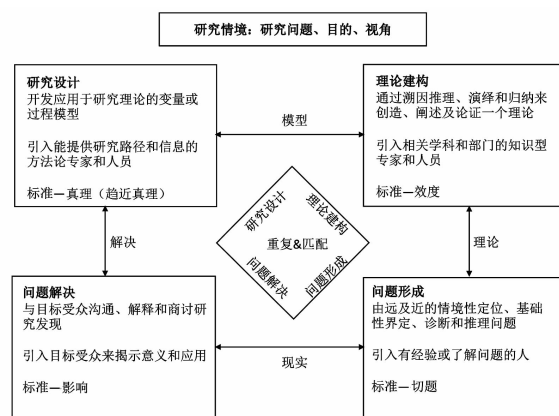 研究情境：研究问题、目的、视角
研究设计
开发应用于研究理论的变量或
过程模型
引入能提供研究路径和信息的
方法论专家和人员
标准—真理（趋近真理）
理论建构
通过溯因推理、演绎和归纳来
创造、阐述及论证一个理论
引入相关学科和部门的知识型
专家和人员
标准—效度
模型
研究设计
理论建构
重复&匹配
问题解决
问题形成
解决
理论
问题解决
与目标受众沟通、解释和商讨研
究发现
引入目标受众来揭示意义和应用
标准—影响
问题形成
由远及近的情境性定位、基础
性界定、诊断和推理问题
引入有经验或了解问题的人
标准—切题
现实